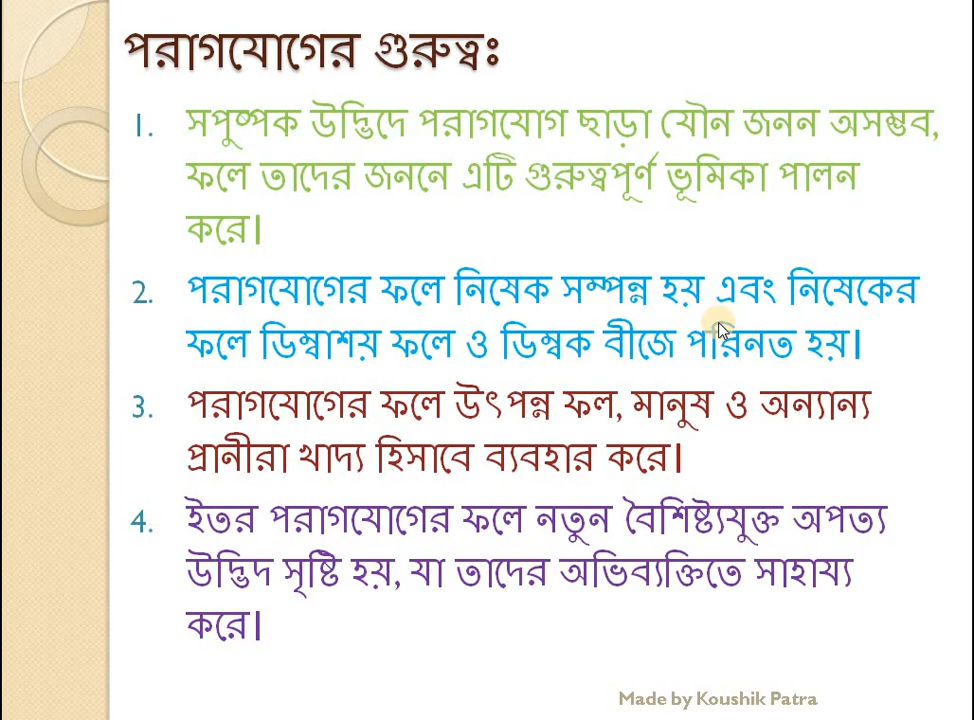 পরাগযোগের গুরুত্বঃ
1. সপুষ্পক উদ্ভিদে পরাগযোগ ছাড়া যৌন জনন অসম্ভব,
ফলে তাদের জননে এটি গুরুত্বপূর্ণ ভূমিকা পালন
করে।
2. পরাগযোগের ফলে নিষেক সম্পন্ন হয় এবং নিষেকের
ফলে ডিম্বাশয় ফলে ও ডিম্বক বীজে পরিনত হয়।
3. পরাগযোগের ফলে উৎপন্ন ফল, মানুষ ও অন্যান্য
প্রানীরা খাদ্য হিসাবে ব্যবহার করে।
4. ইতর পরাগযোগের ফলে নতুন বৈশিষ্ট্যযুক্ত অপত্য
উদ্ভিদ সৃষ্টি হয়, যা তাদের অভিব্যক্তিতে সাহায্য
করে।
Made by Koushik Patra